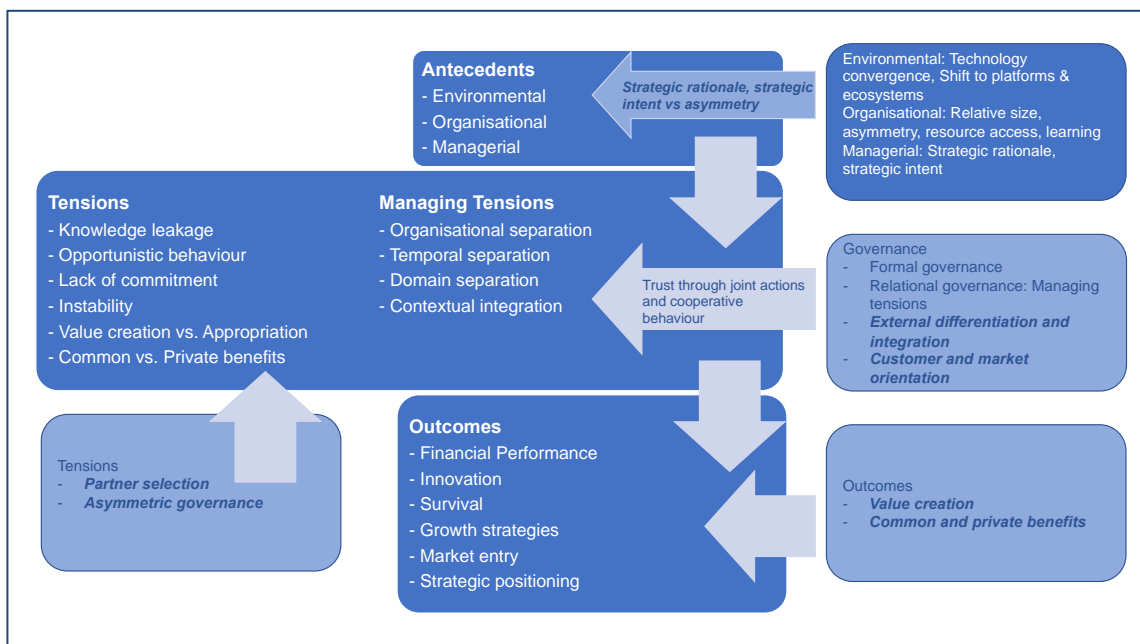 Antecedents
- Environmental
- Organisational
- Managerial
Strategic rationale, strategic
intent vs asymmetry
Environmental: Technology
convergence, Shift to platforms &
ecosystems
Organisational: Relative size,
asymmetry, resource access, learning
Managerial: Strategic rationale,
strategic intent
Tensions
- Knowledge leakage
- Opportunistic behaviour
- Lack of commitment
- Instability
- Value creation vs. Appropriation
- Common vs. Private benefits
Managing Tensions
- Organisational separation
- Temporal separation
- Domain separation
- Contextual integration
Trust through joint actions
and cooperative
behaviour
Governance
- Formal governance
- Relational governance: Managing
tensions
- External differentiation and
integration
- Customer and market
orientation
Tensions
- Partner selection
- Asymmetric governance
Outcomes
- Financial Performance
- Innovation
- Survival
- Growth strategies
- Market entry
- Strategic positioning
Outcomes
- Value creation
- Common and private benefits